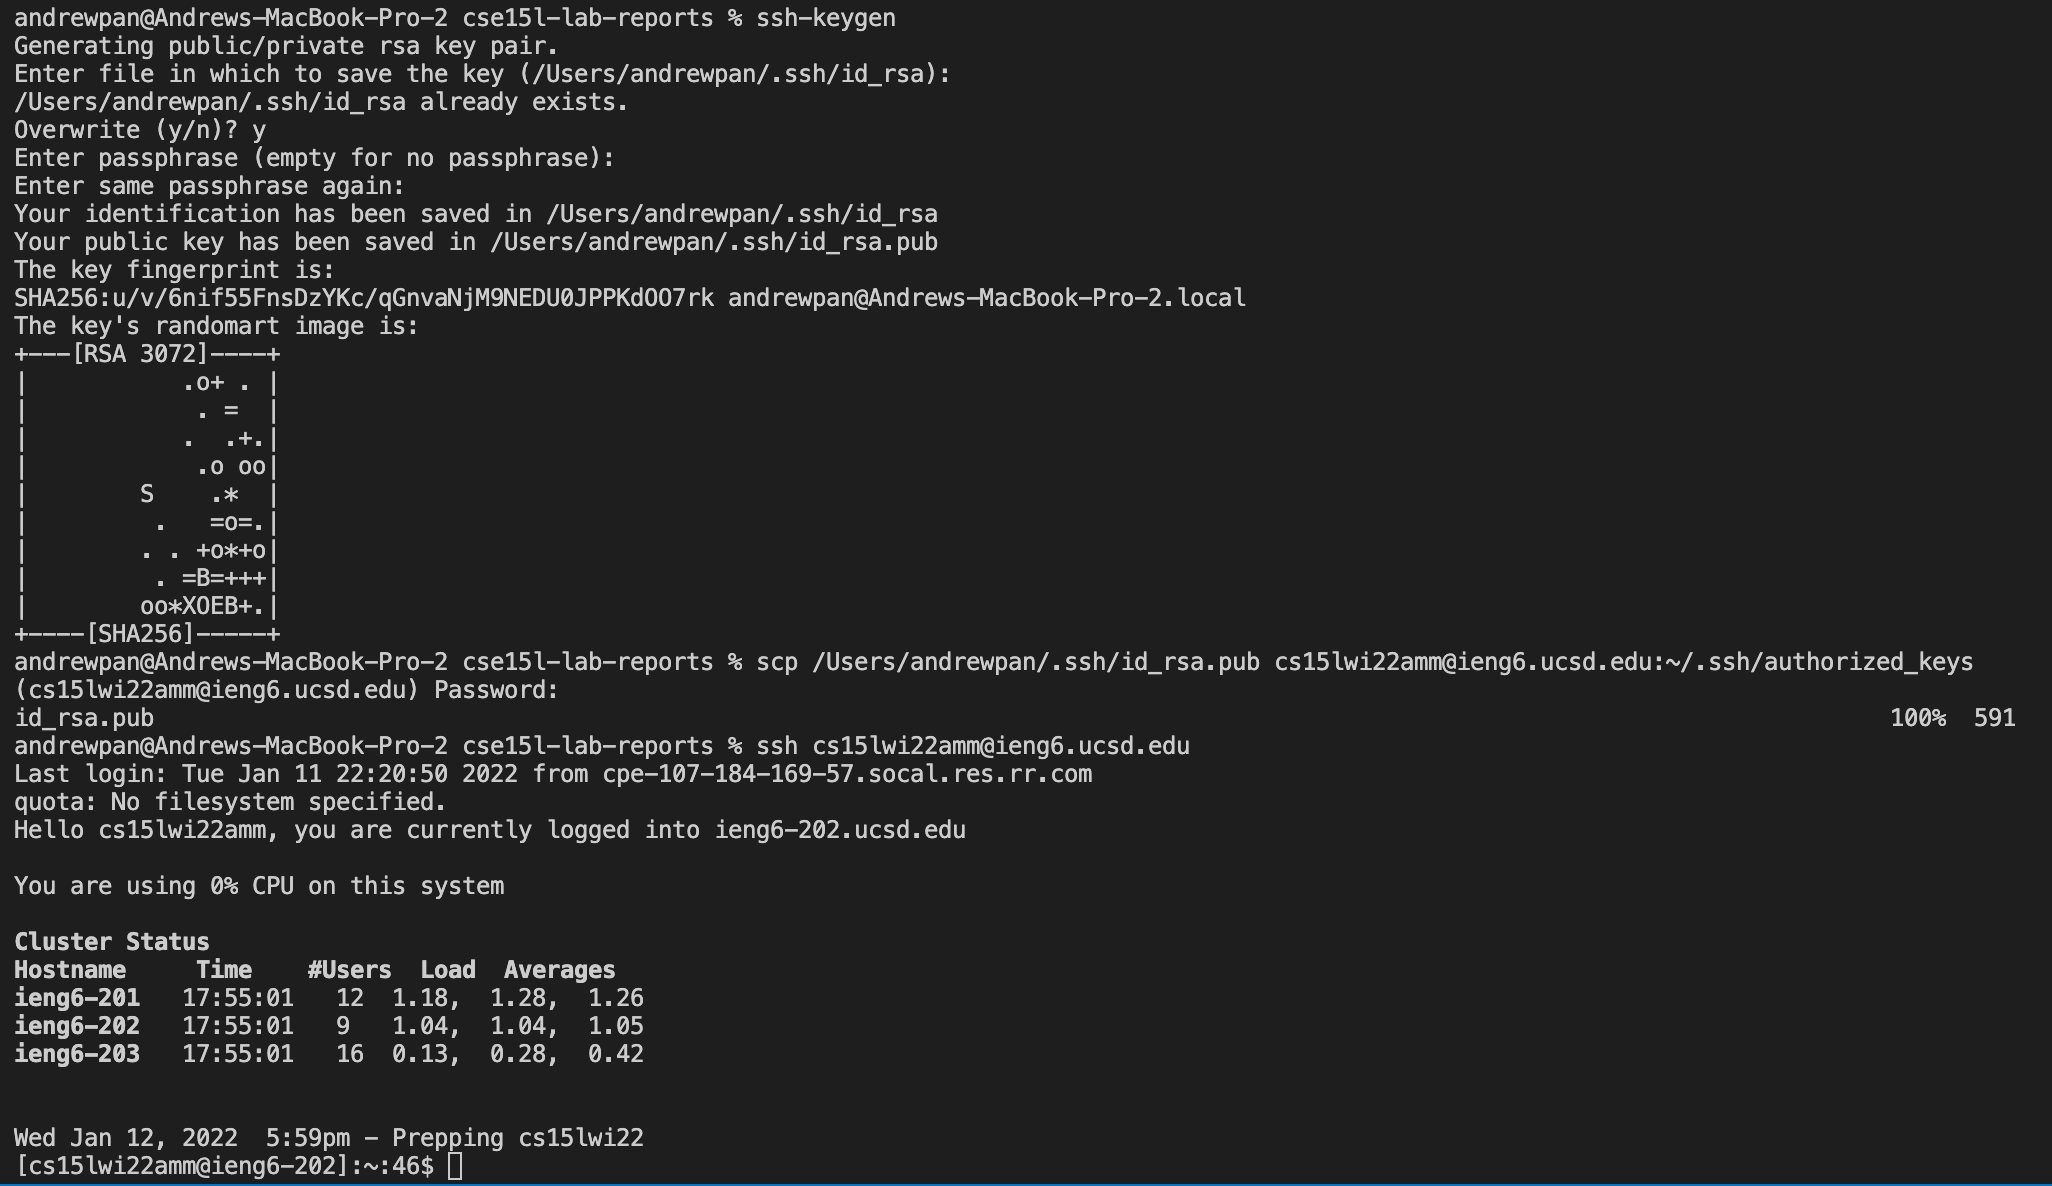 andrewpan@Andrews-MacBook-Pro-2 cse15l-lab-reports % ssh-keygen
Generating public/private rsa key pair.
Enter file in which to save the key (/Users/andrewpan/.ssh/id_rsa):
/Users/andrewpan/.ssh/id_rsa already exists.
Overwrite (y/n)? y
Enter passphrase (empty for no passphrase):
Enter same passphrase again:
Your identification has been saved in /Users/andrewpan/.ssh/id_rsa
Your public key has been saved in /Users/andrewpan/.ssh/id_rsa.pub
The key fingerprint is:
SHA256:u/v/6nif55FnsDzYKc/qGnvaNjM9NEDU0JPPKdOO7rk andrewpan@Andrews-MacBook-Pro-2.local
The key's randomart image is:
+---[RSA 3072]----+
|           .o+ . |
|            . =  |
|           .  .+.|
|            .o oo|
|        S    .*  |
|         .   =o=.|
|        . . +o*+o|
|         . =B=+++|
|        oo*XOEB+.|
+----[SHA256]-----+
andrewpan@Andrews-MacBook-Pro-2 cse15l-lab-reports % scp /Users/andrewpan/.ssh/id_rsa.pub cs15lwi22amm@ieng6.ucsd.edu:~/.ssh/authorized_keys
(cs15lwi22amm@ieng6.ucsd.edu) Password:
id_rsa.pub 100% 591
andrewpan@Andrews-MacBook-Pro-2 cse15l-lab-reports % ssh cs15lwi22amm@ieng6.ucsd.edu
Last login: Tue Jan 11 22:20:50 2022 from cpe-107-184-169-57.socal.res.rr.com
quota: No filesystem specified.
Hello cs15lwi22amm, you are currently logged into ieng6-202.ucsd.edu
You are using 0% CPU on this system
Cluster Status
Hostname     Time    #Users  Load  Averages
ieng6-201   17:55:01   12  1.18,  1.28,  1.26
ieng6-202   17:55:01   9   1.04,  1.04,  1.05
ieng6-203   17:55:01   16  0.13,  0.28,  0.42
Wed Jan 12, 2022  5:59pm - Prepping cs15lwi22
[cs15lwi22amm@ieng6-202]:~:46$